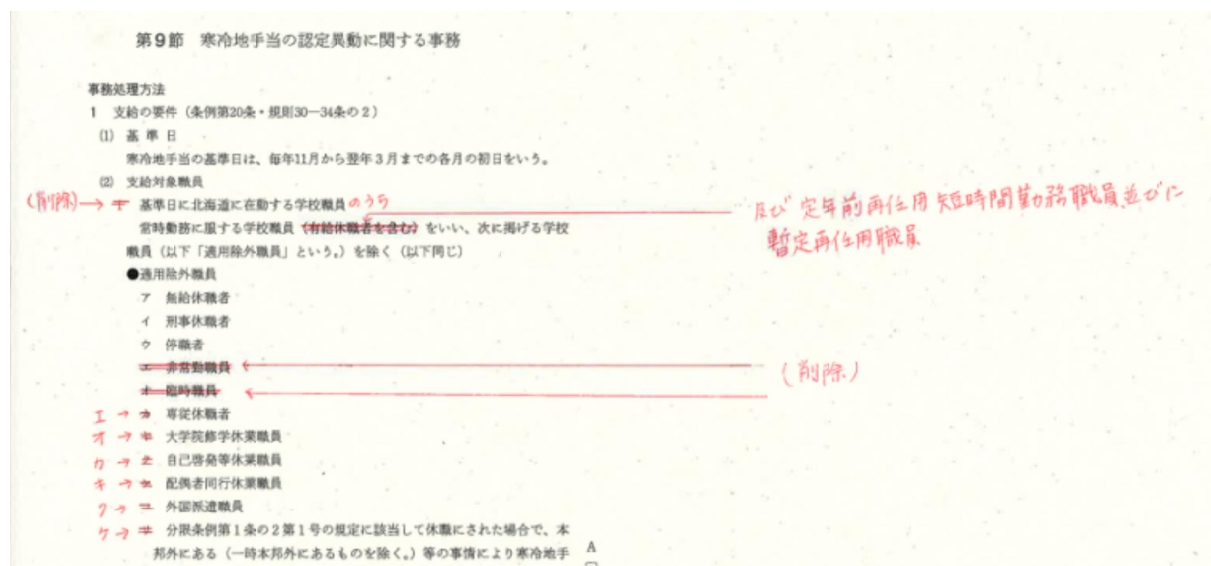 第9節 寒冷地手当の認定異動に関する事務
事務処理方法
1 支給の要件(条例第20条・規則30―34条の2)
(1) 基準日
寒冷地手当の基準日は、毎年11月から翌年3月までの各月の初日をいう。
(2) 支給対象職員
(削除)→ ア 基準日に北海道に在勤する学校職員のうち
及び定年前再任用短時間勤務職員並びに
常時勤務に服する学校職員(有給休職者を含む)をいい、次に掲げる学校
暫定再任用職員
職員(以下「適用除外職員」という。)を除く(以下同じ)
●適用除外職員
ア 無給休職者
イ 刑事休職者
ウ 停職者
エ 非常勤職員
(削除)
オ 臨時職員
エ → カ 専従休職者
オ → キ 大学院修学休業職員
カ → ク 自己啓発等休業職員
キ → ケ 配偶者同行休業職員
ク → コ 外国派遣職員
ケ → サ 分限条例第1条の2第1号の規定に該当して休職にされた場合で、本
邦外にある(一時本邦外にあるものを除く。)等の事情により寒冷地手
A